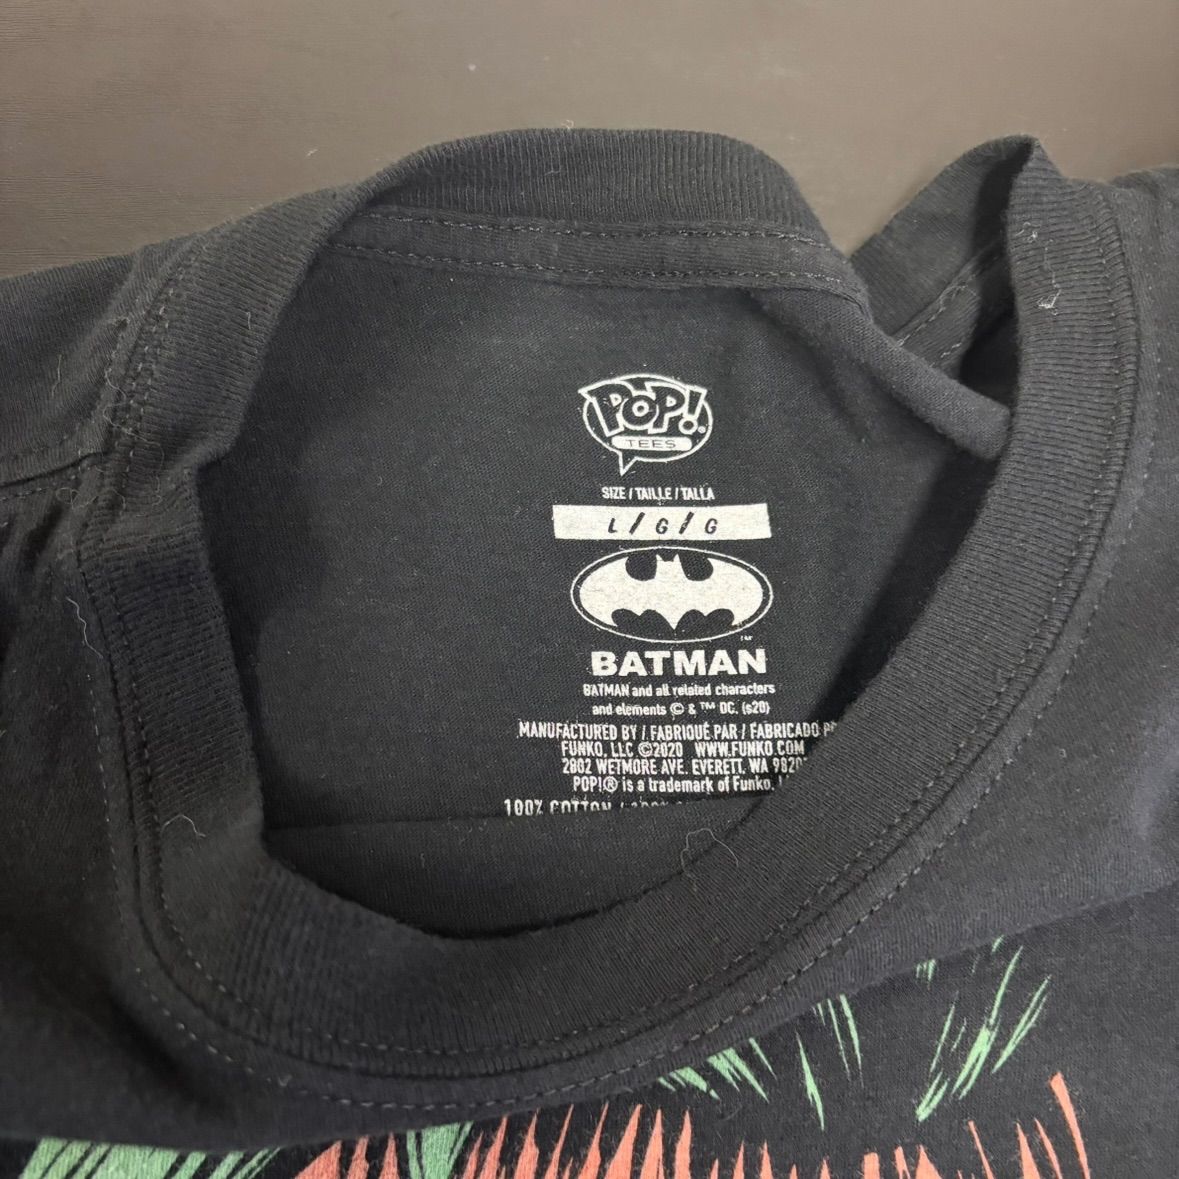 POP!
TEES
SIZE / TAILLE / TALLA
L / G / G
BATMAN
BATMAN and all related characters
and elements © & ™ DC. (s20)
MANUFACTURED BY / FABRIQUÉ PAR / FABRICADO
FUNKO, LLC ©2020 WWW.FUNKO.COM
2802 WETMORE AVE. EVERETT, WA
POP!® is a trademark of Funko,
100% COTTON /